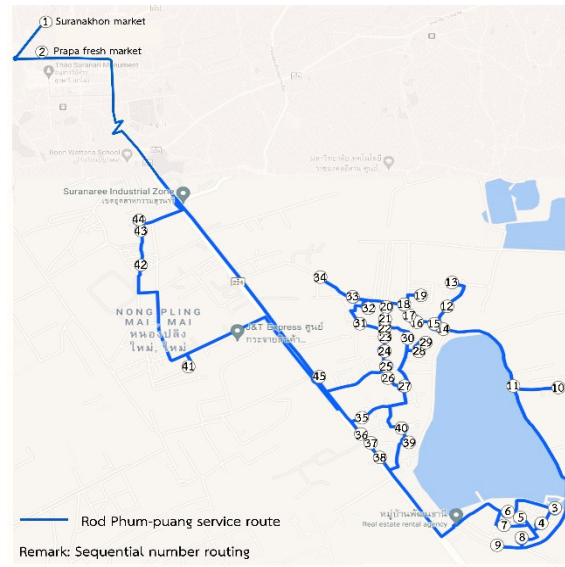 1 Suranakhon market
2 Prapa fresh market
Thao Suranari Monument
Boon Wattana School
Suranaree Industrial Zone
เขตอุตสาหกรรมสุรนารี
44
43
42
224
NONG PLING
MAI
หนองปลิง
ใหม่, ใหม่
J&T Express ศูนย์
กระจายสินค้า...
41
45
34
33
32
31
20
21
22
23
24
25
26
27
18
19
17
16
15
14
12
13
30
29
28
11
10
35
36
37
38
40
39
หมู่บ้านพัฒนธานี
Real estate rental agency
6
5
3
7
4
8
9
Rod Phum-puang service route
Remark: Sequential number routing